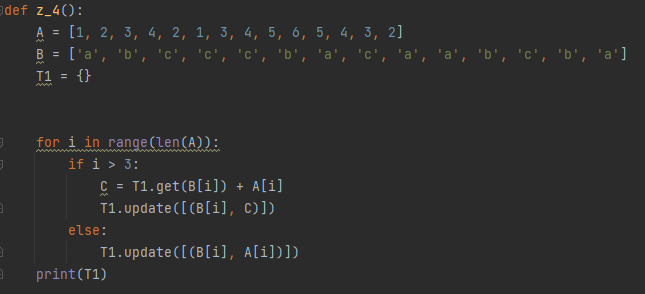 def z_4():
    A = [1, 2, 3, 4, 2, 1, 3, 4, 5, 6, 5, 4, 3, 2]
    B = ['a', 'b', 'c', 'c', 'c', 'b', 'a', 'c', 'a', 'a', 'b', 'c', 'b', 'a']
    T1 = {}
    for i in range(len(A)):
        if i > 3:
            C = T1.get(B[i]) + A[i]
            T1.update([(B[i], C)])
        else:
            T1.update([(B[i], A[i])])
    print(T1)